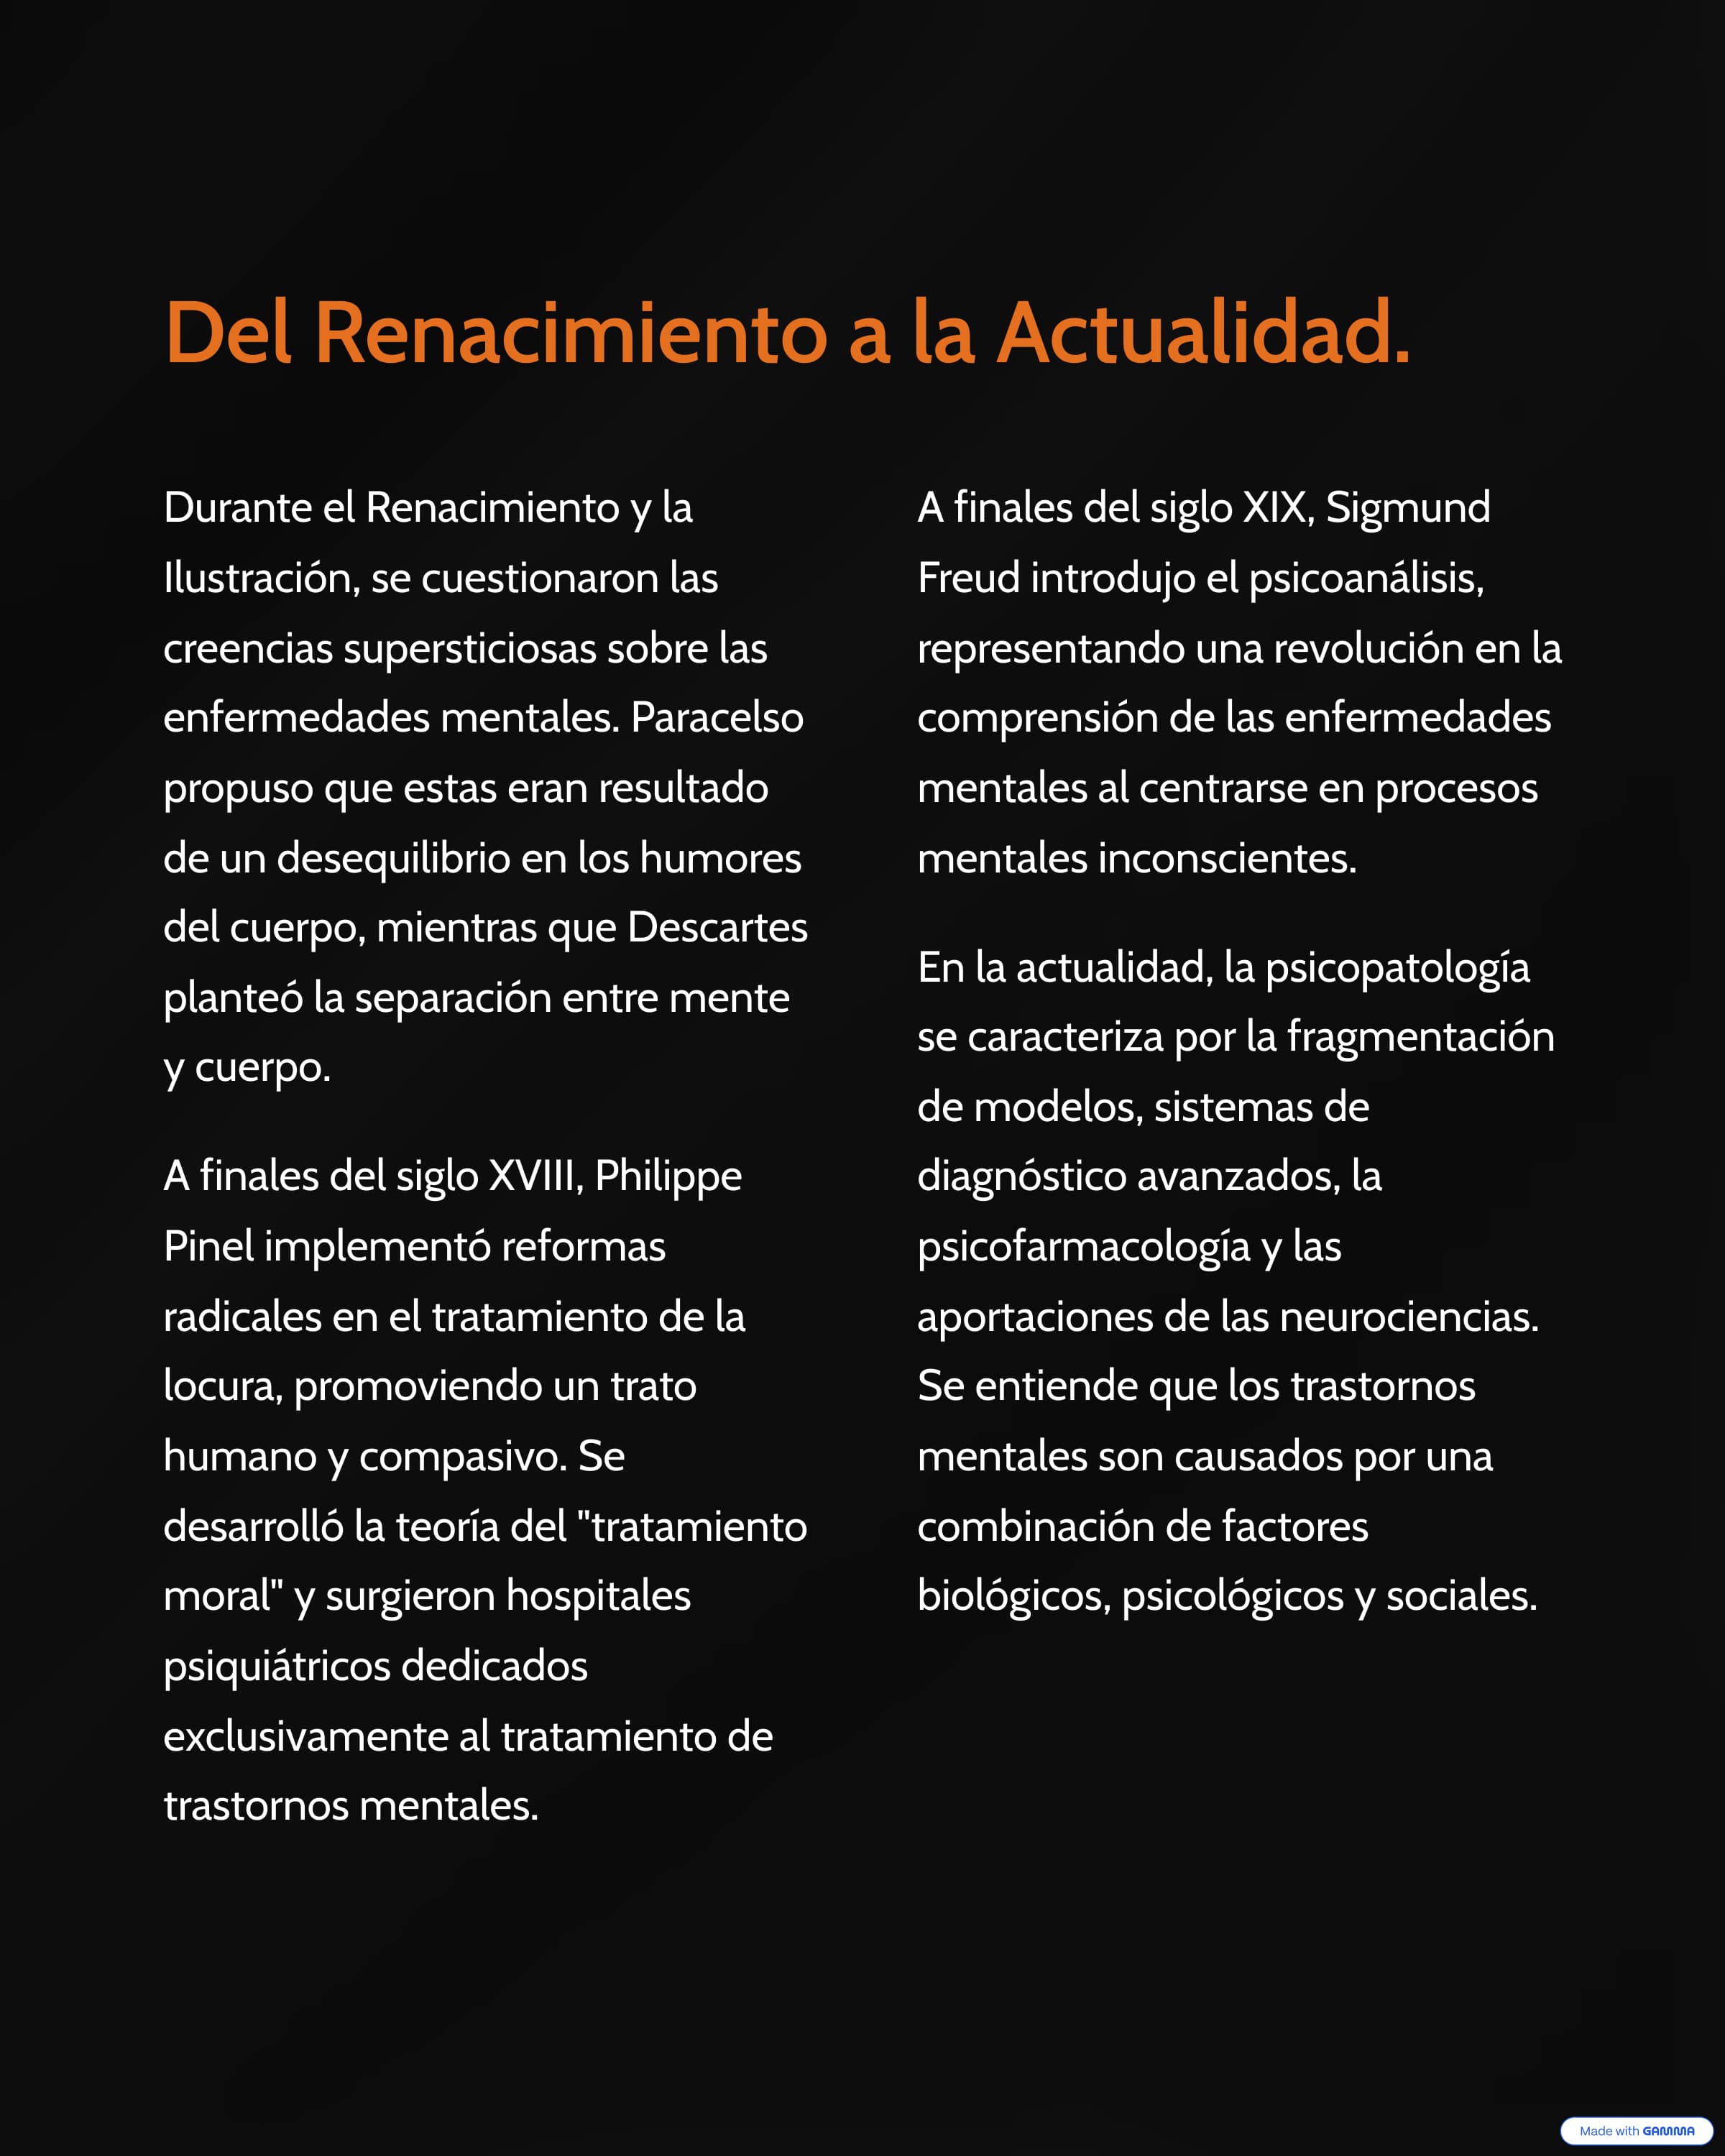 Del Renacimiento a la Actualidad.
Durante el Renacimiento y la
Ilustración, se cuestionaron las
creencias supersticiosas sobre las
enfermedades mentales. Paracelso
propuso que estas eran resultado
de un desequilibrio en los humores
del cuerpo, mientras que Descartes
planteó la separación entre mente
y cuerpo.
A finales del siglo XVIII, Philippe
Pinel implementó reformas
radicales en el tratamiento de la
locura, promoviendo un trato
humano y compasivo. Se
desarrolló la teoría del "tratamiento
moral" y surgieron hospitales
psiquiátricos dedicados
exclusivamente al tratamiento de
trastornos mentales.
A finales del siglo XIX, Sigmund
Freud introdujo el psicoanálisis,
representando una revolución en la
comprensión de las enfermedades
mentales al centrarse en procesos
mentales inconscientes.
En la actualidad, la psicopatología
se caracteriza por la fragmentación
de modelos, sistemas de
diagnóstico avanzados, la
psicofarmacología y las
aportaciones de las neurociencias.
Se entiende que los trastornos
mentales son causados por una
combinación de factores
biológicos, psicológicos y sociales.
Made with GAMMA